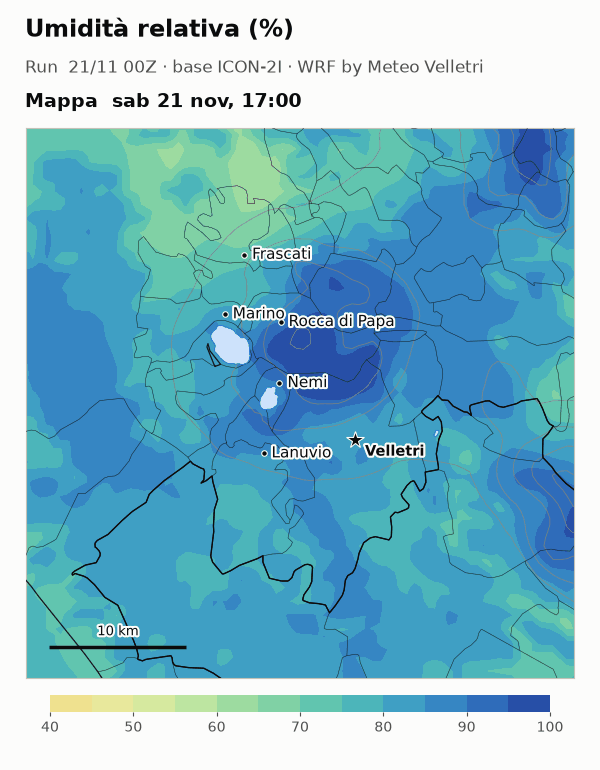 Umidità relativa (%)
Run 21/11 00Z · base ICON-2I · WRF by Meteo Velletri
Mappa sab 21 nov, 17:00
Frascati
Marino
Rocca di Papa
Nemi
Velletri
Lanuvio
10 km
40 50 60 70 80 90 100